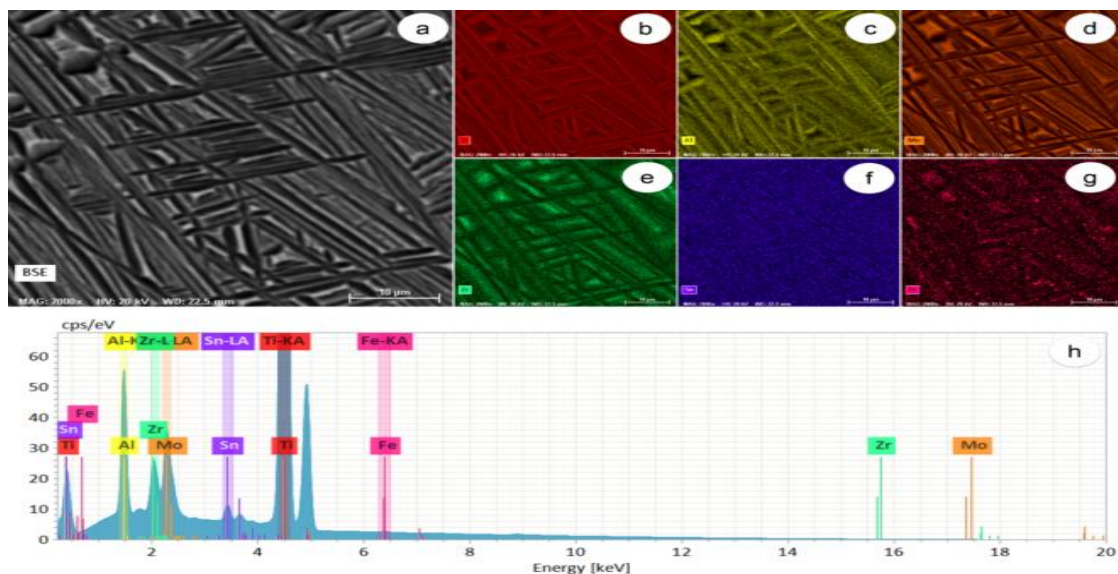 a
b
c
d
e
f
g
BSE
MAG: 2000x HV: 20 kV WD: 22.5 mm
10 µm
cps/eV
h
Al-K
Zr-L
LA
Sn-LA
Ti-KA
Fe-KA
60
50
40
30
20
10
0
Fe
Sn
Ti
Al
Zr
Mo
Sn
Ti
Fe
Zr
Mo
2
4
6
8
10
12
14
16
18
20
Energy [keV]